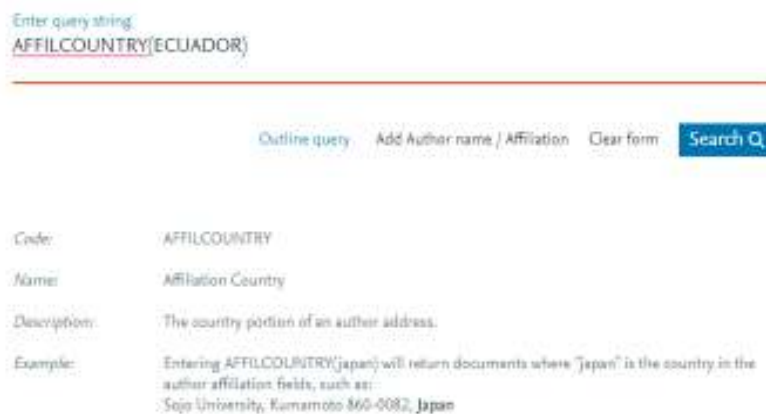 Enter query string
AFFILCOUNTRY(ECUADOR)
Outline query Add Author name / Affiliation Clear form Search
Code: AFFILCOUNTRY
Name: Affiliation Country
Description: The country portion of an author address.
Example: Entering AFFILCOUNTRY(japan) will return documents where "japan" is the country in the
author affiliation fields, such as:
Sojo University, Kumamoto 860-0082, Japan